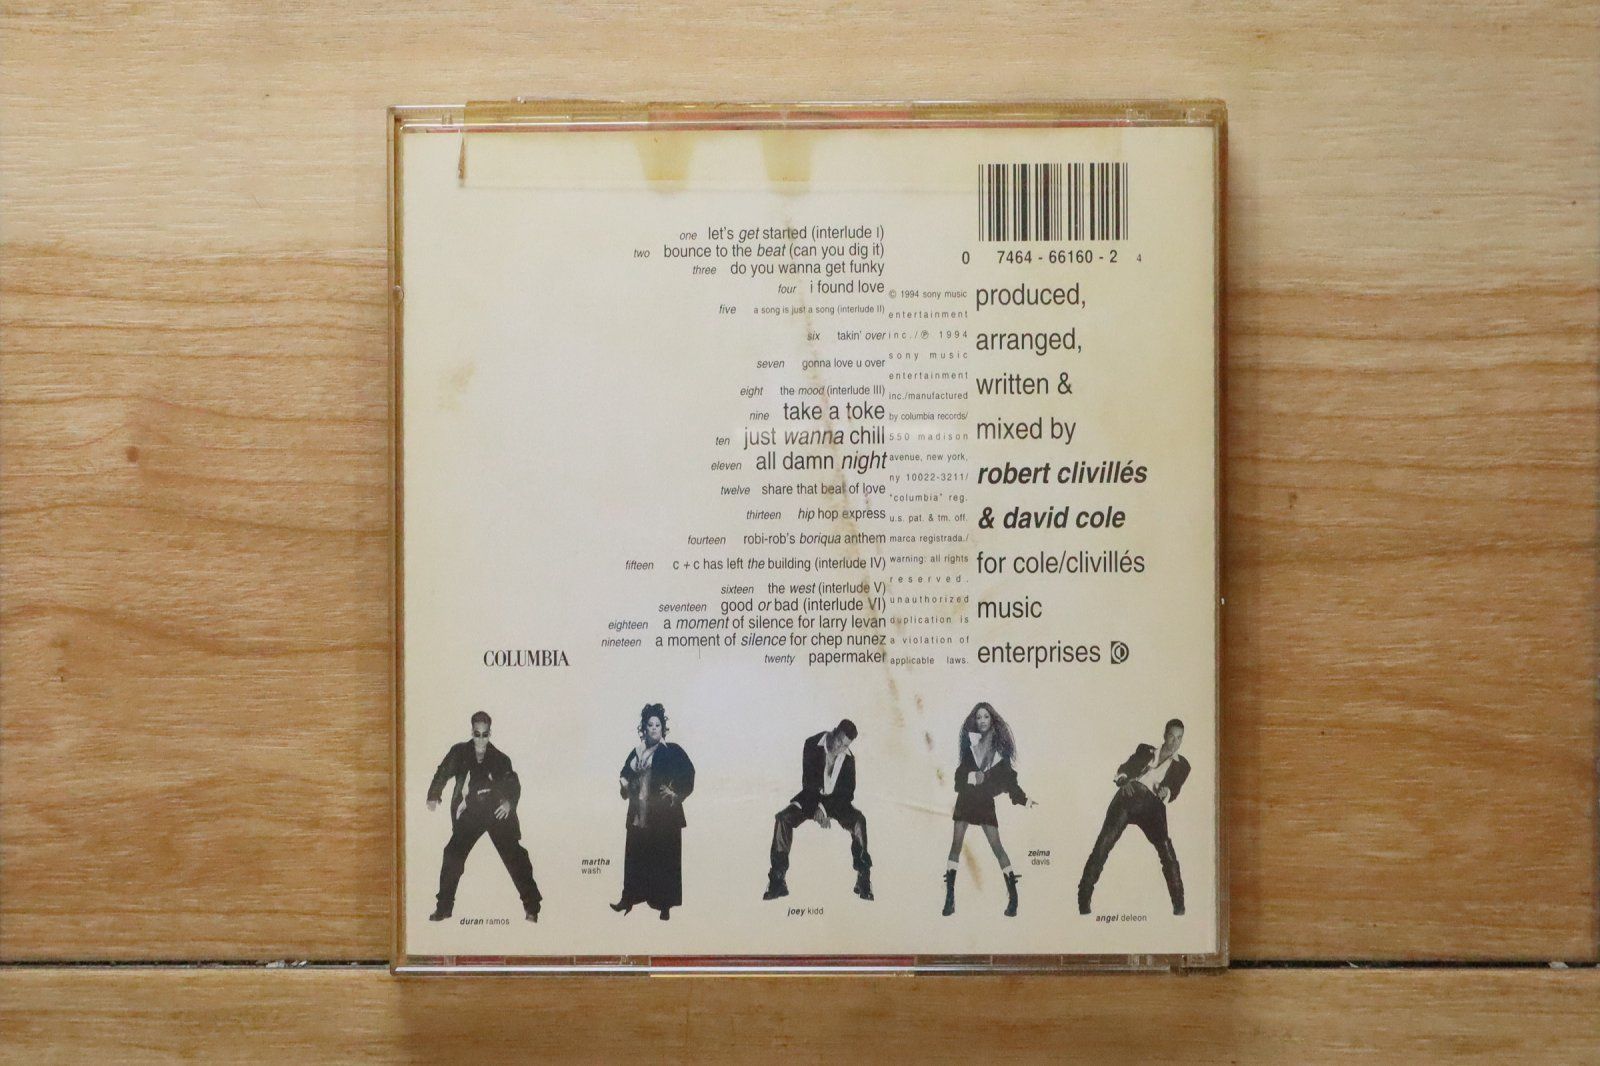 one let's get started (interlude I)
two bounce to the beat (can you dig it)
three do you wanna get funky
four i found love
five a song is just a song (interlude II)
six takin' over
seven gonna love u over
eight the mood (interlude III)
nine take a toke
ten just wanna chill
eleven all damn night
twelve share that beat of love
thirteen hip hop express
fourteen robi-rob's boriqua anthem
fifteen c + c has left the building (interlude IV)
sixteen the west (interlude V)
seventeen good or bad (interlude VI)
eighteen a moment of silence for larry levan
nineteen a moment of silence for chep nunez
twenty papermaker
© 1994 sony music
entertainment
inc./℗ 1994
sony music
entertainment
inc./manufactured
by columbia records/
550 madison
avenue, new york,
ny 10022-3211/
"columbia" reg.
u.s. pat. & tm. off.
marca registrada./
warning: all rights
reserved.
unauthorized
duplication is
a violation of
applicable laws.
0 7464 - 66160 - 2 4
produced,
arranged,
written &
mixed by
robert clivillés
& david cole
for cole/clivillés
music
enterprises
COLUMBIA
duran ramos
martha
wash
joey kidd
zelma
davis
angel deleon